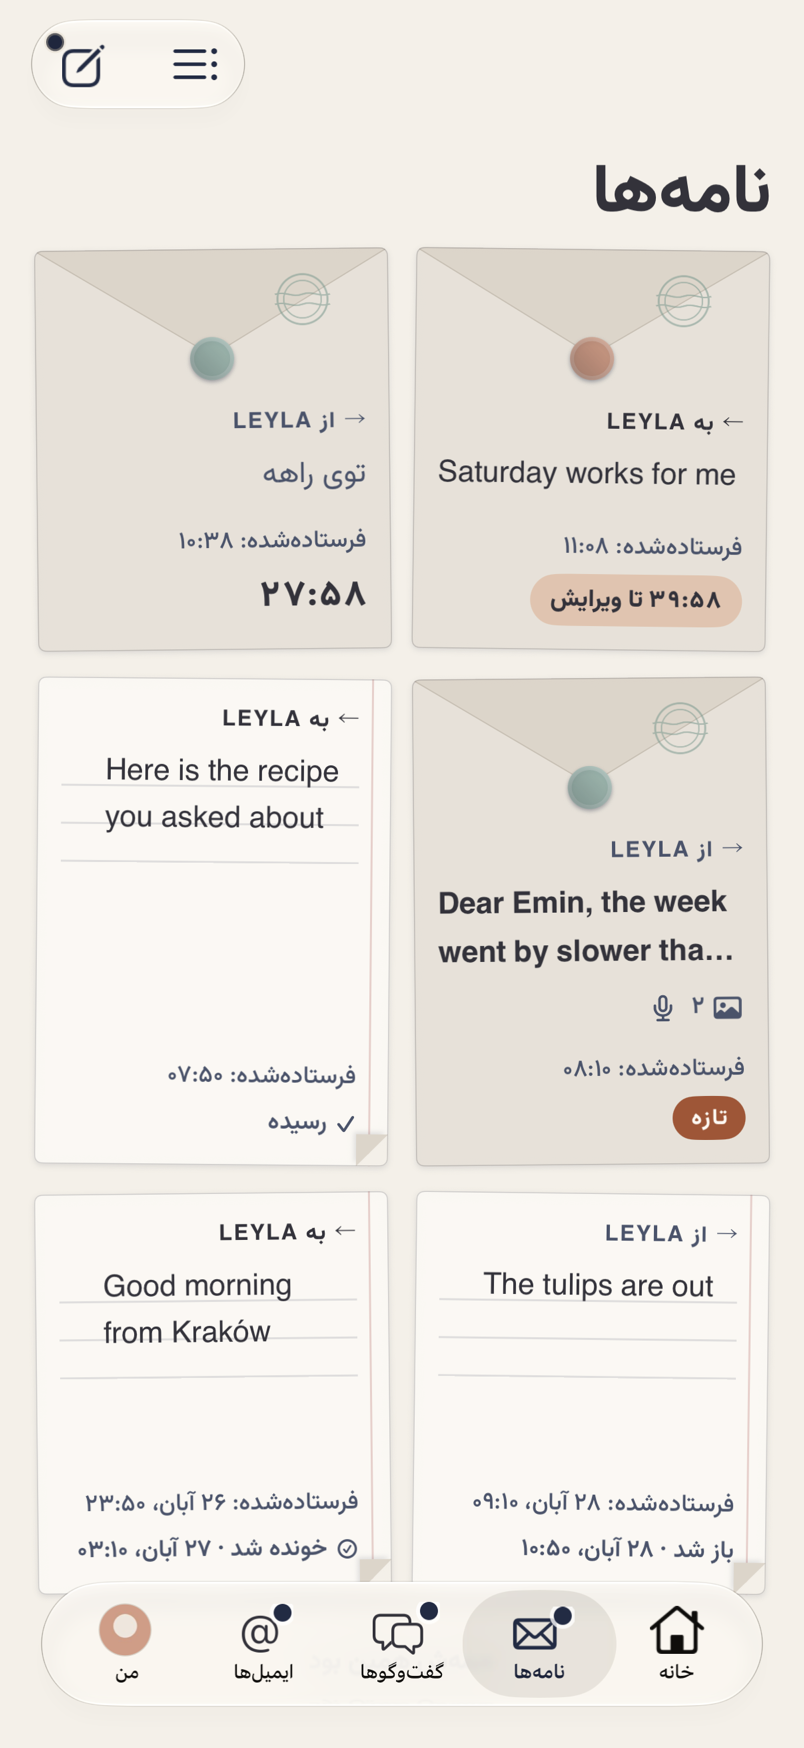 نامه‌ها
← به LEYLA
Saturday works for me
فرستاده‌شده: ۱۱:۰۸
۳۹:۵۸ تا ویرایش
→ از LEYLA
توی راهه
فرستاده‌شده: ۱۰:۳۸
۲۷:۵۸
→ از LEYLA
Dear Emin, the week
went by slower tha…
۲
فرستاده‌شده: ۰۸:۱۰
تازه
← به LEYLA
Here is the recipe
you asked about
فرستاده‌شده: ۰۷:۵۰
رسیده
→ از LEYLA
The tulips are out
فرستاده‌شده: ۲۸ آبان، ۰۹:۱۰
باز شد · ۲۸ آبان، ۱۰:۵۰
← به LEYLA
Good morning
from Kraków
فرستاده‌شده: ۲۶ آبان، ۲۳:۵۰
خونده شد · ۲۷ آبان، ۰۳:۱۰
خانه
نامه‌ها
گفت‌وگوها
ایمیل‌ها
من